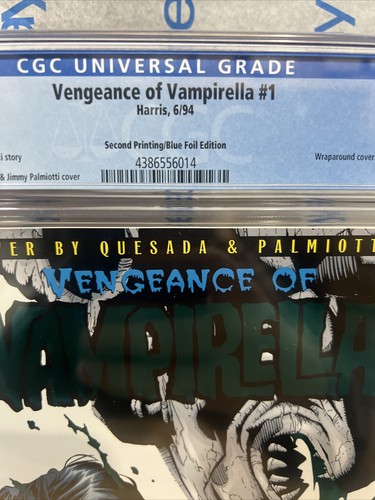 CGC UNIVERSAL GRADE
Vengeance of Vampirella #1
Harris, 6/94
Second Printing/Blue Foil Edition
i story
4386556014
Wraparound cover
& Jimmy Palmiotti cover
ER BY QUESADA & PALMIOTT
VENGEANCE OF
VAMPIRELLA